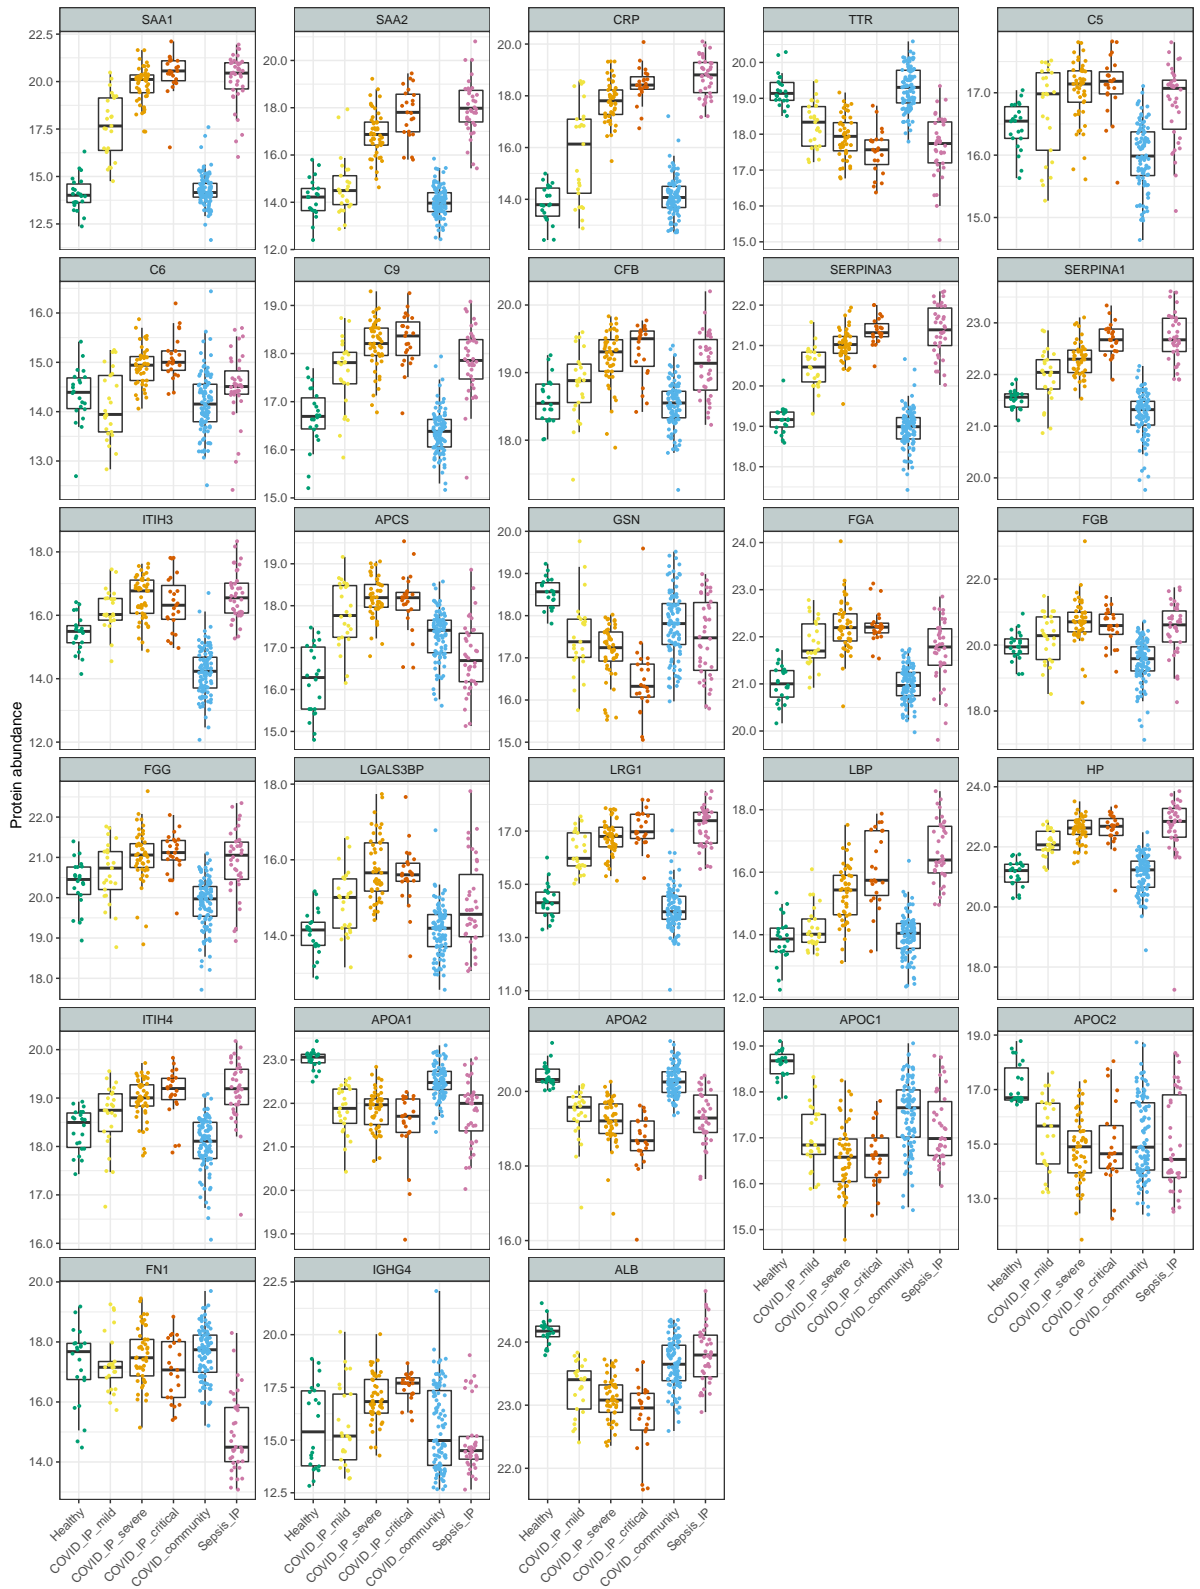 Protein abundance
SAA1
SAA2
CRP
TTR
C5
22.5
20.0
17.5
15.0
12.5
20.0
18.0
16.0
14.0
12.0
20.0
18.0
16.0
14.0
20.0
19.0
18.0
17.0
16.0
15.0
17.0
16.0
15.0
C6
C9
CFB
SERPINA3
SERPINA1
16.0
15.0
14.0
13.0
19.0
18.0
17.0
16.0
15.0
20.0
19.0
18.0
22.0
21.0
20.0
19.0
18.0
23.0
22.0
21.0
20.0
ITIH3
APCS
GSN
FGA
FGB
18.0
16.0
14.0
12.0
19.0
18.0
17.0
16.0
15.0
20.0
19.0
18.0
17.0
16.0
15.0
24.0
23.0
22.0
21.0
20.0
22.0
20.0
18.0
FGG
LGALS3BP
LRG1
LBP
HP
22.0
21.0
20.0
19.0
18.0
18.0
16.0
14.0
17.0
15.0
13.0
11.0
18.0
16.0
14.0
12.0
24.0
22.0
20.0
18.0
ITIH4
APOA1
APOA2
APOC1
APOC2
20.0
19.0
18.0
17.0
16.0
23.0
22.0
21.0
20.0
19.0
20.0
18.0
16.0
19.0
18.0
17.0
16.0
15.0
19.0
17.0
15.0
13.0
Healthy
COVID_IP_mild
COVID_IP_severe
COVID_IP_critical
COVID_community
Sepsis_IP
Healthy
COVID_IP_mild
COVID_IP_severe
COVID_IP_critical
COVID_community
Sepsis_IP
FN1
IGHG4
ALB
20.0
18.0
16.0
14.0
22.5
20.0
17.5
15.0
12.5
24.0
23.0
22.0
Healthy
COVID_IP_mild
COVID_IP_severe
COVID_IP_critical
COVID_community
Sepsis_IP
Healthy
COVID_IP_mild
COVID_IP_severe
COVID_IP_critical
COVID_community
Sepsis_IP
Healthy
COVID_IP_mild
COVID_IP_severe
COVID_IP_critical
COVID_community
Sepsis_IP